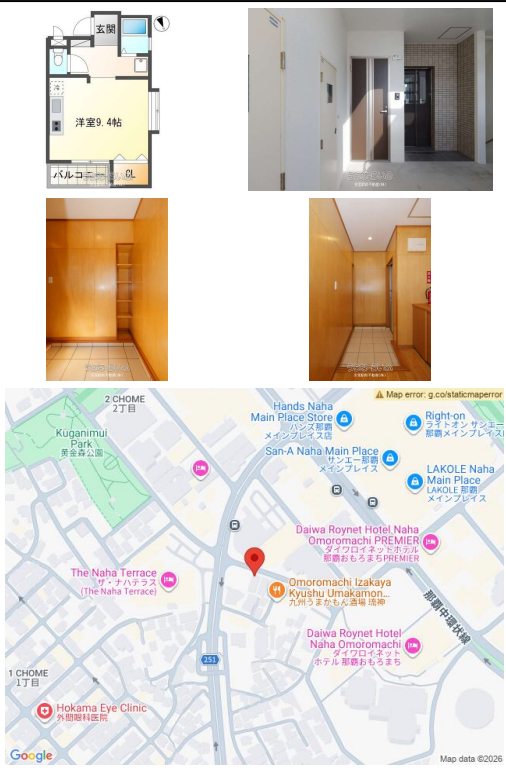 玄関
冷
洋室9.4帖
バルコニー
CL
Map error: g.co/staticmaperror
2 CHOME
2丁目
Kuganimui
Park
黄金森公園
Hands Naha
Main Place Store
ハンズ那覇
メインプレイス店
Right-on
ライトオン サンエー
那覇メインプレイス
San-A Naha Main Place
サンエー那覇
メインプレイス
LAKOLE Naha
Main Place
LAKOLE 那覇
メインプレイス
Daiwa Roynet Hotel Naha
Omoromachi PREMIER
ダイワロイネットホテル
那覇おもろまちPREMIER
The Naha Terrace
ザ・ナハテラス
(The Naha Terrace)
Omoromachi Izakaya
Kyushu Umakamon...
九州うまかもん酒場 琉神
那覇中環状線
Daiwa Roynet Hotel
Naha Omoromachi
ダイワロイネット
ホテル 那覇おもろまち
251
1 CHOME
1丁目
Hokama Eye Clinic
外間眼科医院
Google
Map data ©2026